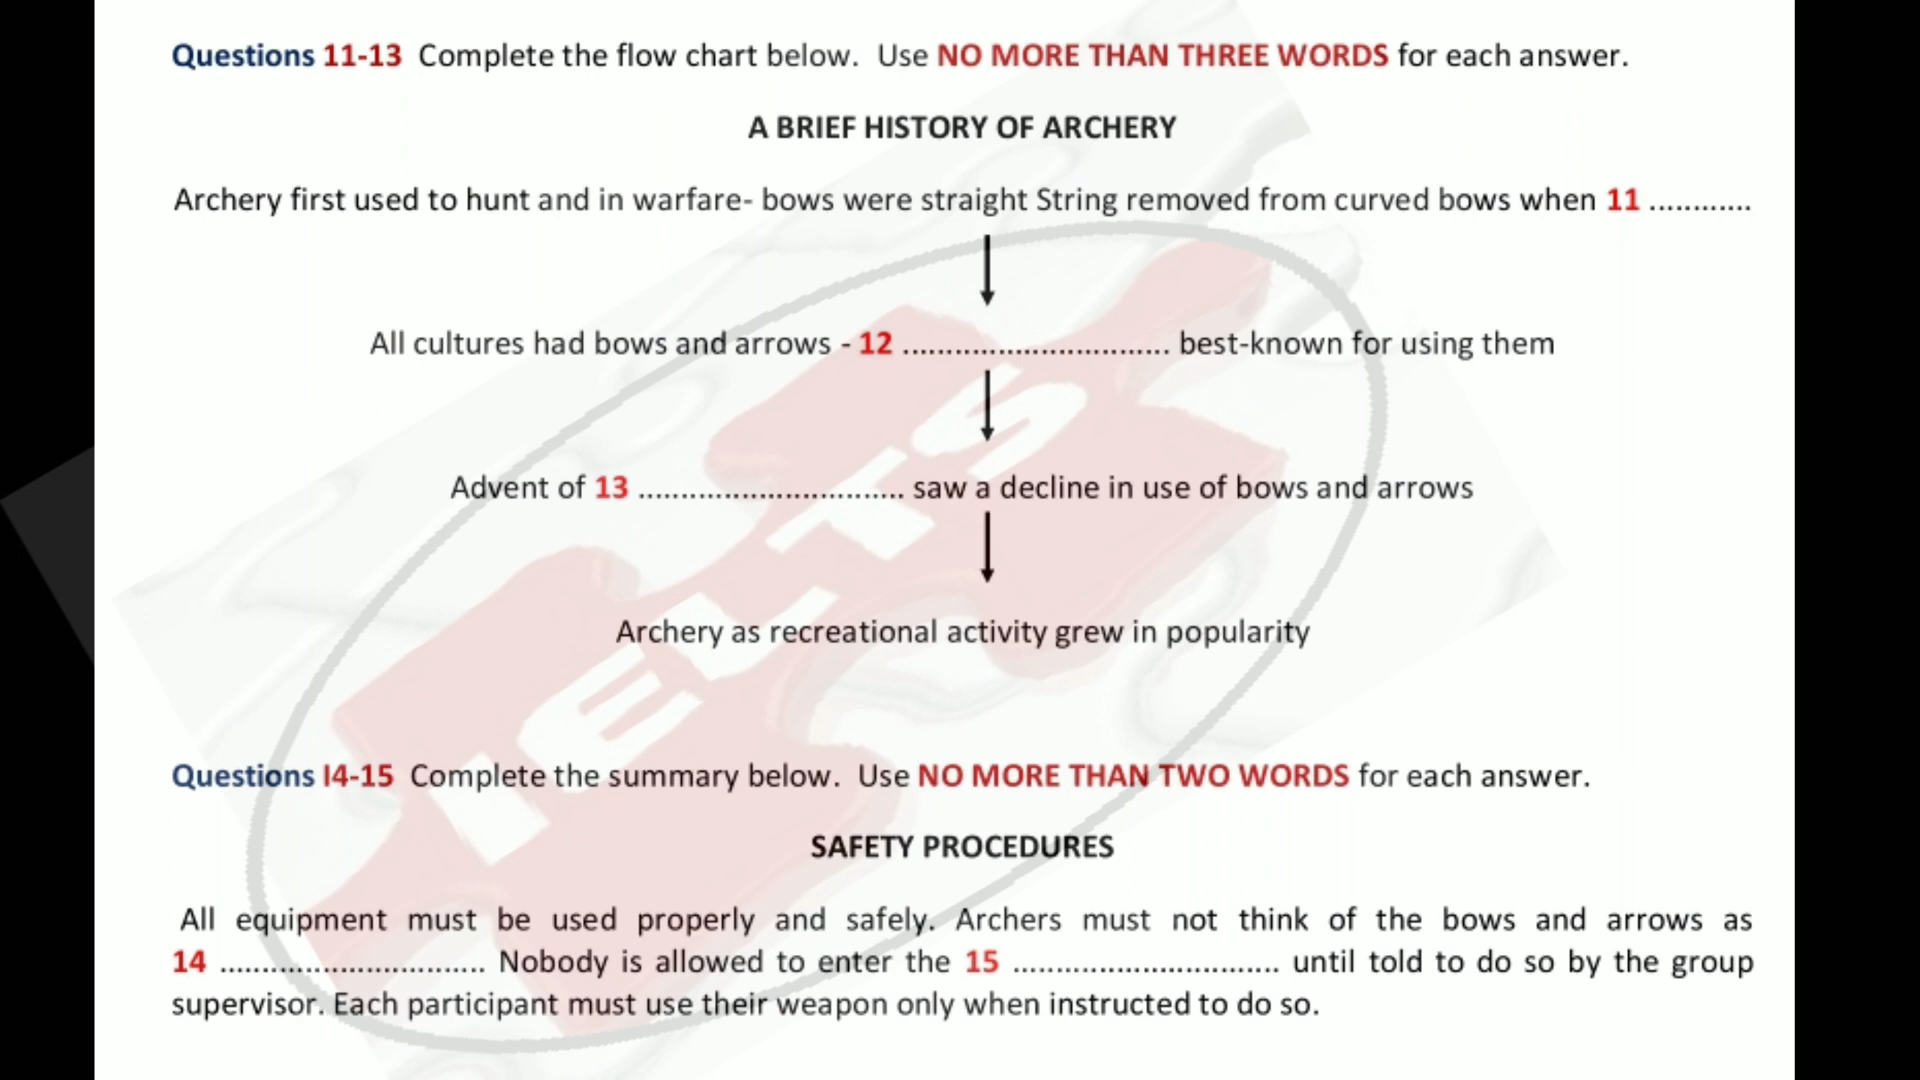 Questions 11-13 Complete the flow chart below. Use NO MORE THAN THREE WORDS for each answer.
A BRIEF HISTORY OF ARCHERY
Archery first used to hunt and in warfare- bows were straight String removed from curved bows when 11 ............
All cultures had bows and arrows - 12 ............................... best-known for using them
Advent of 13 ............................... saw a decline in use of bows and arrows
Archery as recreational activity grew in popularity
Questions I4-15 Complete the summary below. Use NO MORE THAN TWO WORDS for each answer.
SAFETY PROCEDURES
All equipment must be used properly and safely. Archers must not think of the bows and arrows as
14 ............................... Nobody is allowed to enter the 15 ............................... until told to do so by the group
supervisor. Each participant must use their weapon only when instructed to do so.
IELTS